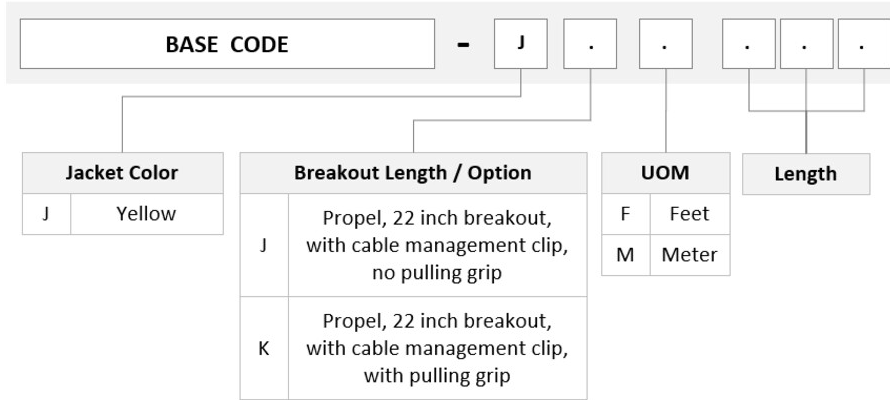 BASE CODE - J . . . . .
Jacket Color
J Yellow
Breakout Length / Option
J Propel, 22 inch breakout,
with cable management clip,
no pulling grip
K Propel, 22 inch breakout,
with cable management clip,
with pulling grip
UOM
F Feet
M Meter
Length